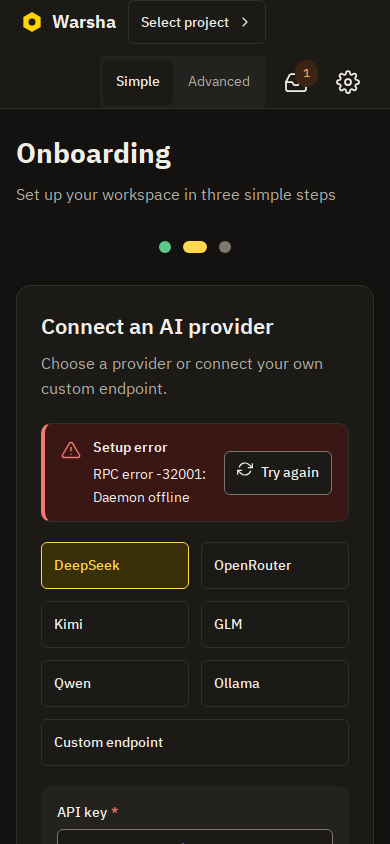 Warsha
Select project
Simple
Advanced
1
Onboarding
Set up your workspace in three simple steps
Connect an AI provider
Choose a provider or connect your own
custom endpoint.
Setup error
RPC error -32001:
Daemon offline
Try again
DeepSeek
OpenRouter
Kimi
GLM
Qwen
Ollama
Custom endpoint
API key *